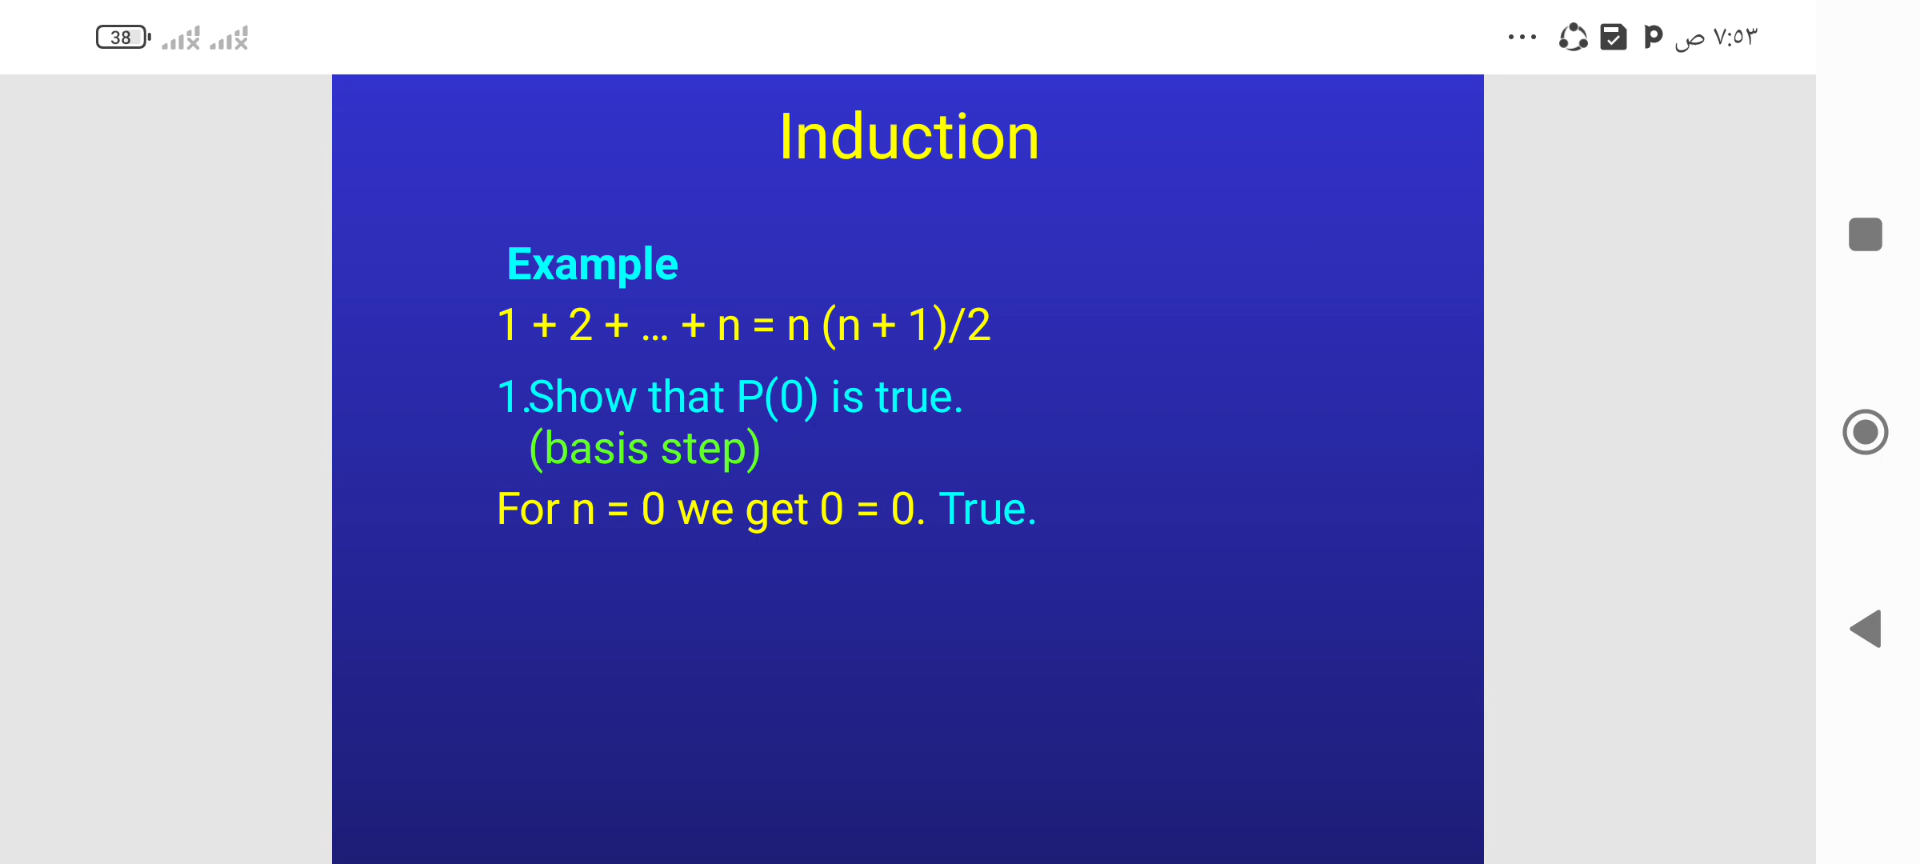 38
... P ٧:٥٣ ص
Induction
Example
1 + 2 + ... + n = n (n + 1)/2
1.Show that P(0) is true.
(basis step)
For n = 0 we get 0 = 0. True.